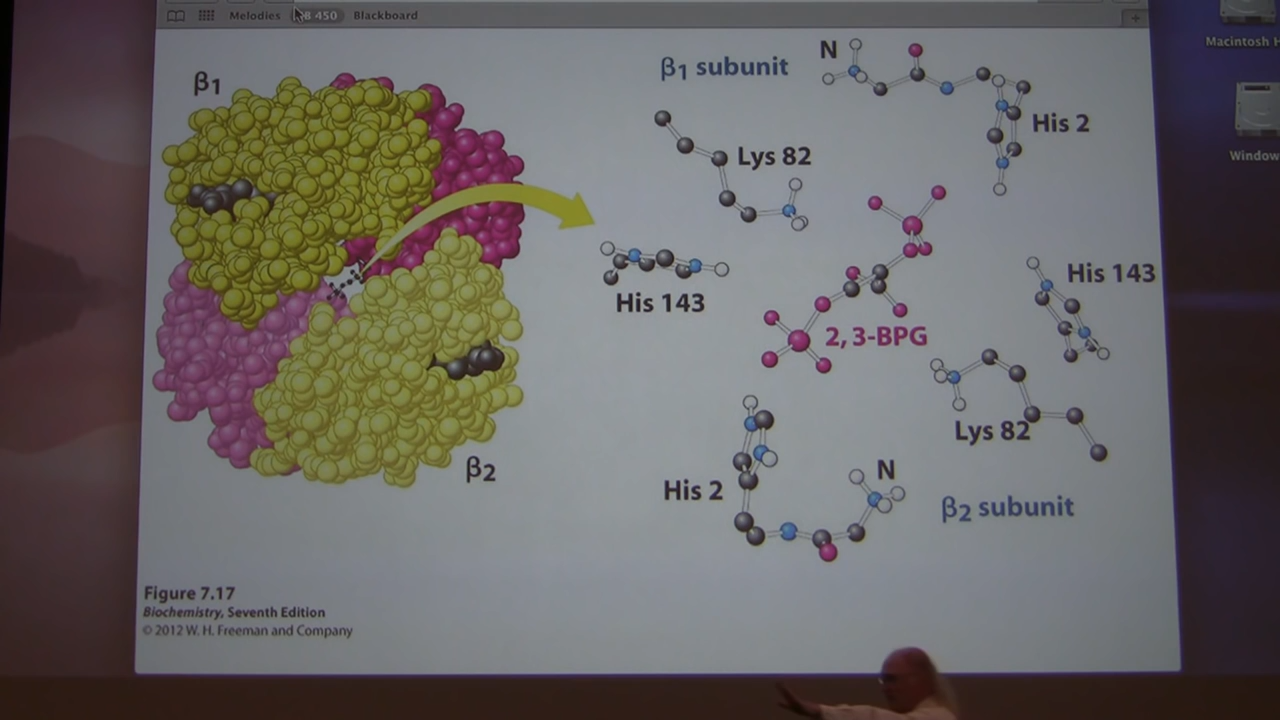 Melodies BB 450 Blackboard
Macintosh H
Window
β1
β1 subunit
N
His 2
Lys 82
His 143
His 143
2, 3-BPG
Lys 82
His 2
N
β2
β2 subunit
Figure 7.17
Biochemistry, Seventh Edition
© 2012 W. H. Freeman and Company